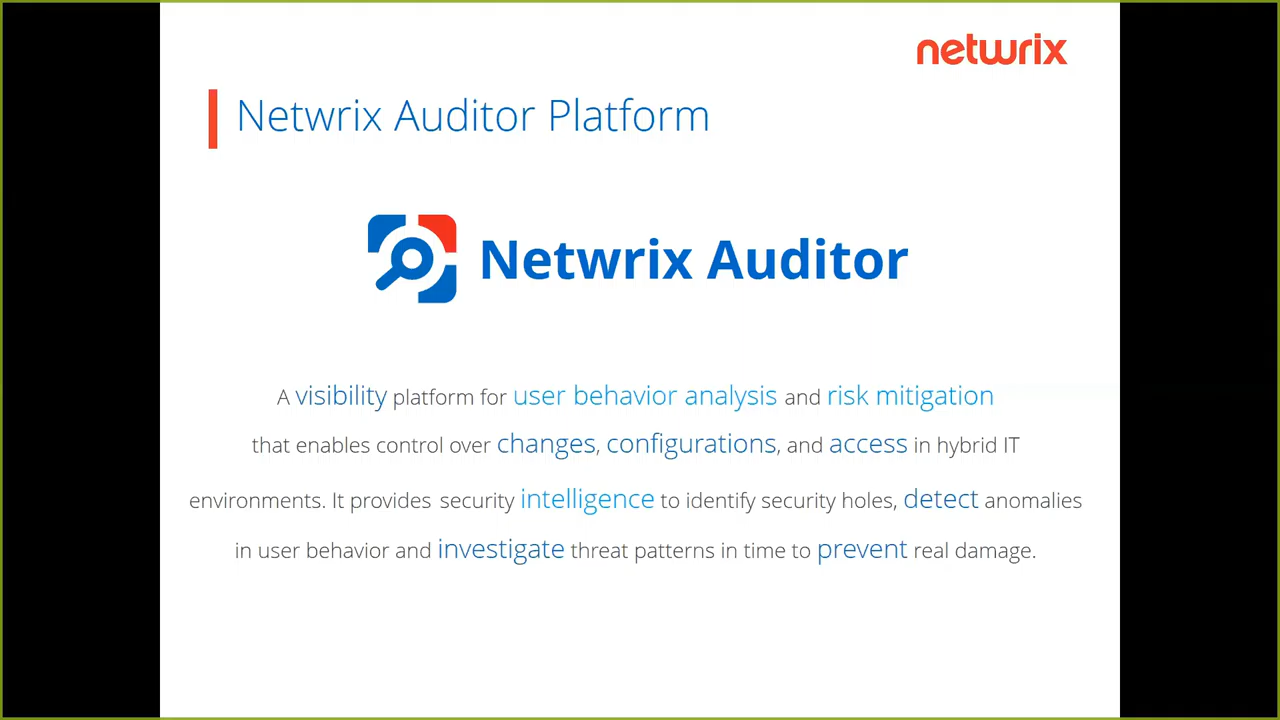 netwrix
Netwrix Auditor Platform
Netwrix Auditor
A visibility platform for user behavior analysis and risk mitigation
that enables control over changes, configurations, and access in hybrid IT
environments. It provides security intelligence to identify security holes, detect anomalies
in user behavior and investigate threat patterns in time to prevent real damage.